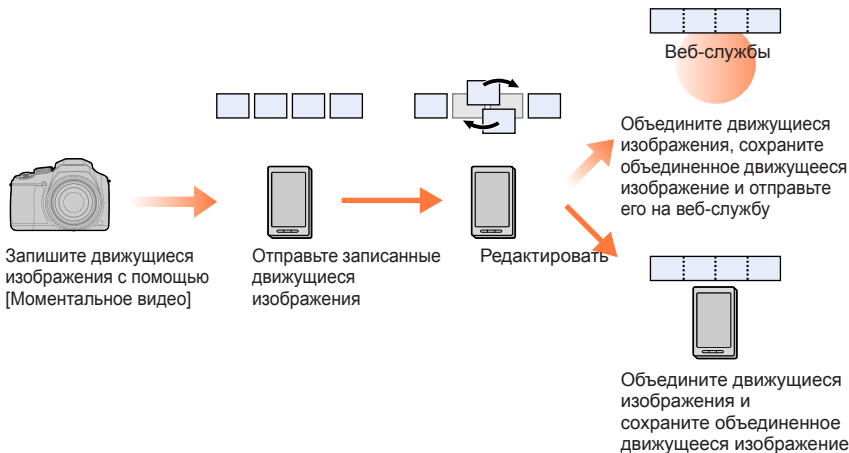 Запишите движущиеся
изображения с помощью
[Моментальное видео]
Отправьте записанные
движущиеся
изображения
Редактировать
Веб-службы
Объедините движущиеся
изображения, сохраните
объединенное движущееся
изображение и отправьте
его на веб-службу
Объедините движущиеся
изображения и
сохраните объединенное
движущееся изображение